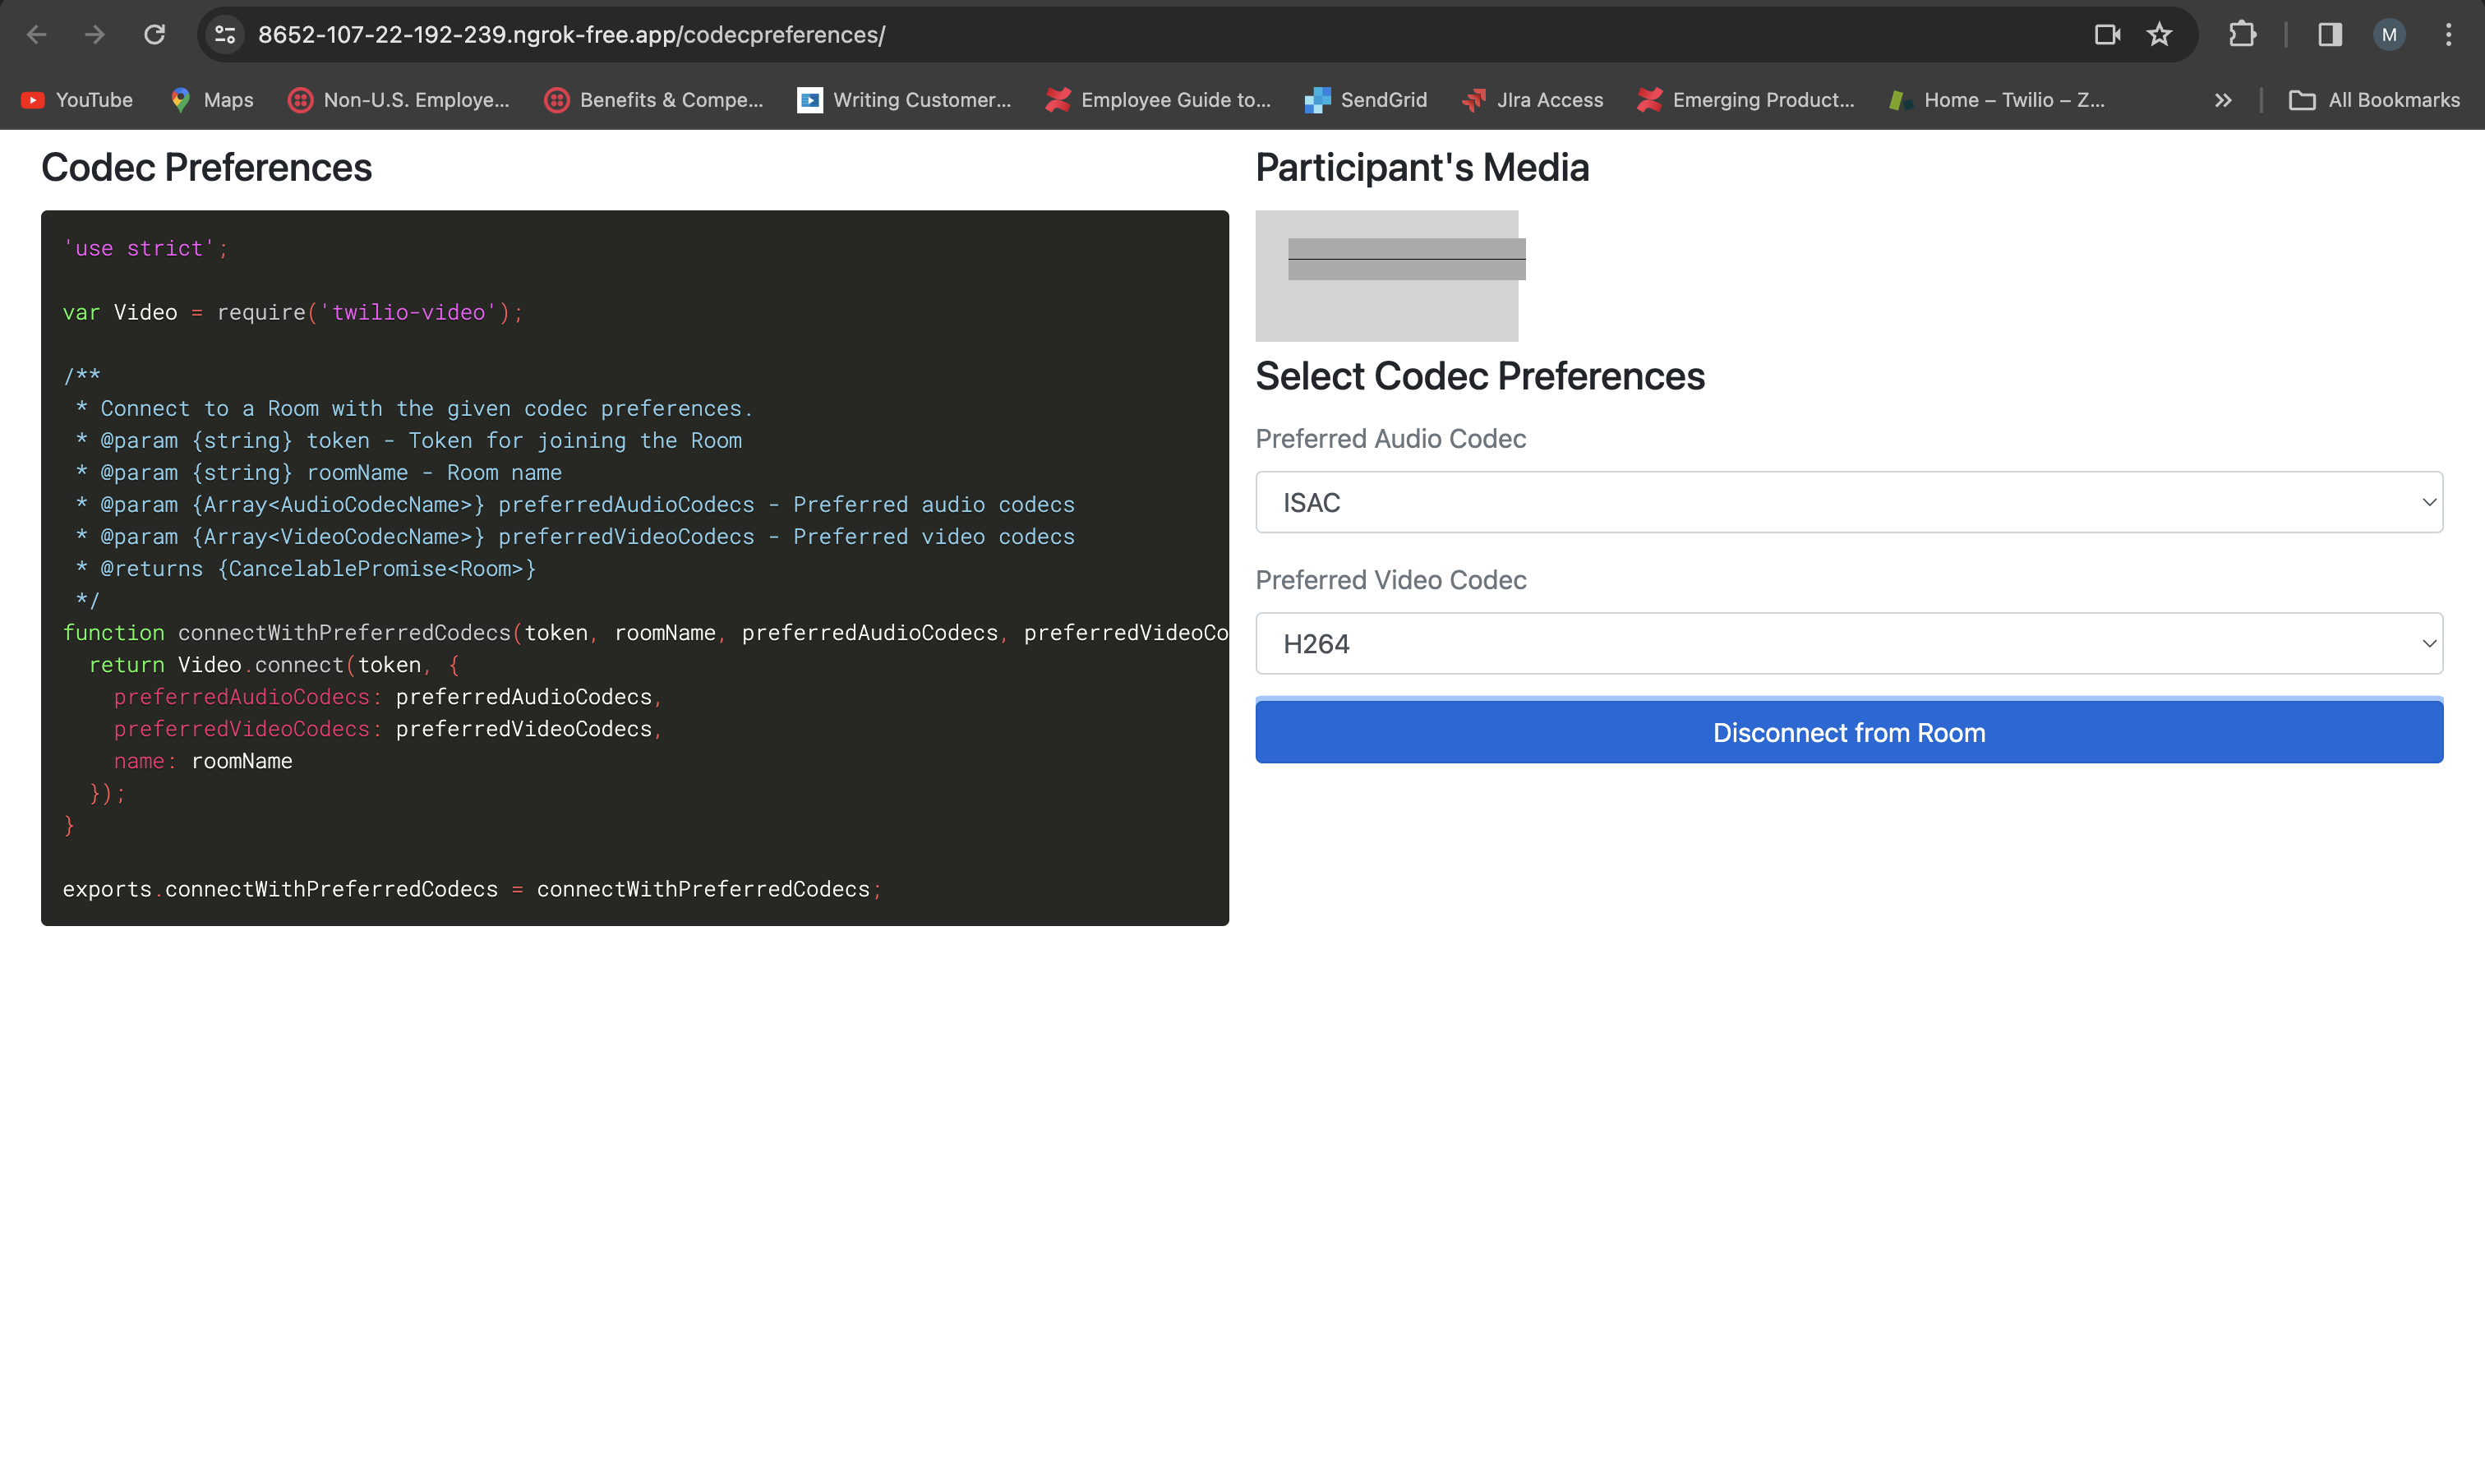 8652-107-22-192-239.ngrok-free.app/codecpreferences/
M
YouTube
Maps
Non-U.S. Employe...
Benefits & Compe...
Writing Customer...
Employee Guide to...
SendGrid
JIra Access
Emerging Product...
Home – Twilio – Z...
All Bookmarks
Codec Preferences
'use strict';
var Video = require('twilio-video');
/**
* Connect to a Room with the given codec preferences.
* @param {string} token - Token for joining the Room
* @param {string} roomName - Room name
* @param {Array<AudioCodecName>} preferredAudioCodecs - Preferred audio codecs
* @param {Array<VideoCodecName>} preferredVideoCodecs - Preferred video codecs
* @returns {CancelablePromise<Room>}
*/
function connectWithPreferredCodecs(token, roomName, preferredAudioCodecs, preferredVideoCo
return Video.connect(token, {
preferredAudioCodecs: preferredAudioCodecs,
preferredVideoCodecs: preferredVideoCodecs,
name: roomName
});
}
exports.connectWithPreferredCodecs = connectWithPreferredCodecs;
Participant's Media
Select Codec Preferences
Preferred Audio Codec
ISAC
Preferred Video Codec
H264
Disconnect from Room